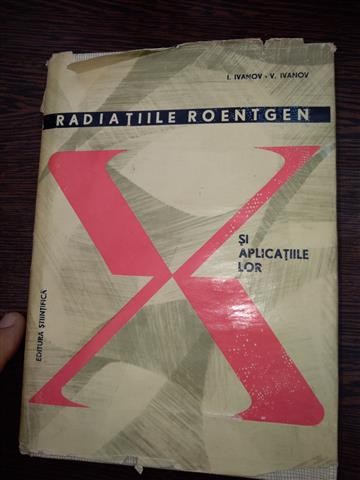 I. IVANOV - V. IVANOV
RADIAȚIILE ROENTGEN
X
ȘI
APLICAȚIILE
LOR
EDITURA ȘTIINȚIFICĂ